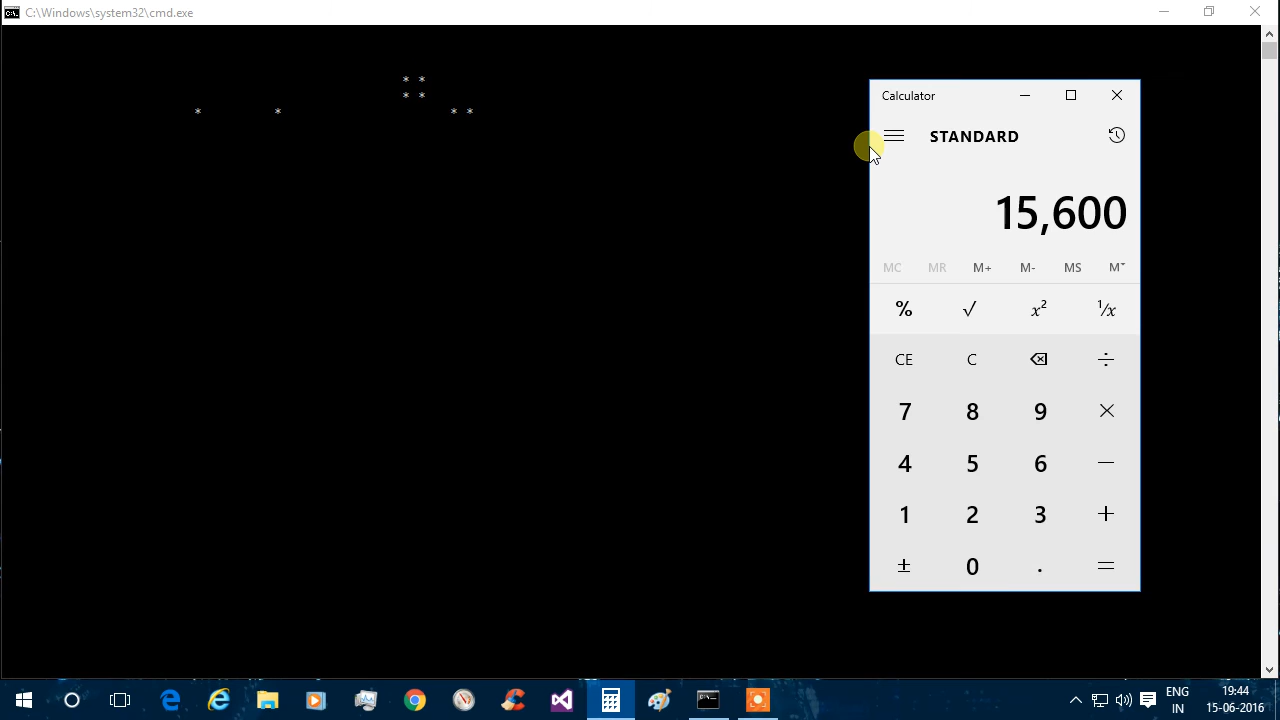 C:\Windows\system32\cmd.exe
* *
* *
* * * *
Calculator
STANDARD
15,600
MC MR M+ M- MS M˅
% √ x² ¹/x
CE C ÷
7 8 9 ×
4 5 6 −
1 2 3 +
± 0 . =
ENG
IN
19:44
15-06-2016